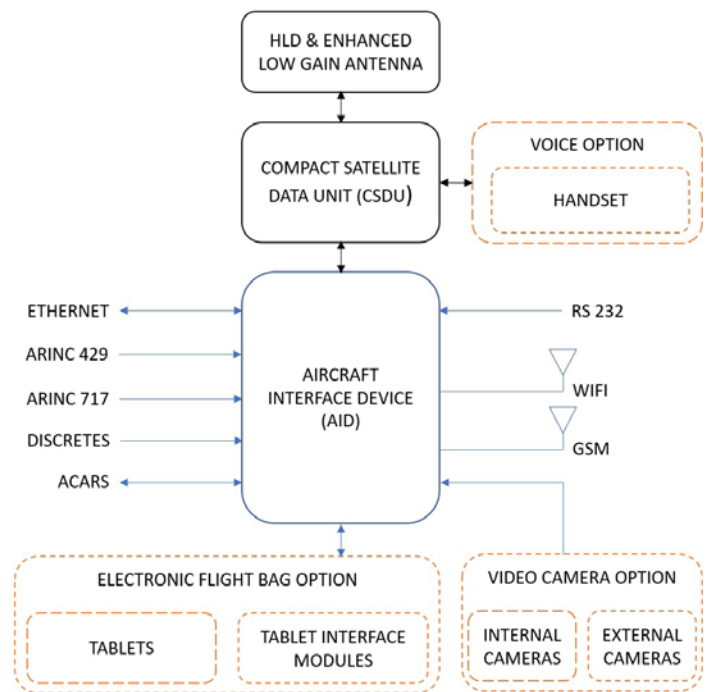 HLD & ENHANCED
LOW GAIN ANTENNA
COMPACT SATELLITE
DATA UNIT (CSDU)
VOICE OPTION
HANDSET
ETHERNET
ARINC 429
ARINC 717
DISCRETES
ACARS
AIRCRAFT
INTERFACE DEVICE
(AID)
RS 232
WIFI
GSM
ELECTRONIC FLIGHT BAG OPTION
TABLETS
TABLET INTERFACE
MODULES
VIDEO CAMERA OPTION
INTERNAL
CAMERAS
EXTERNAL
CAMERAS